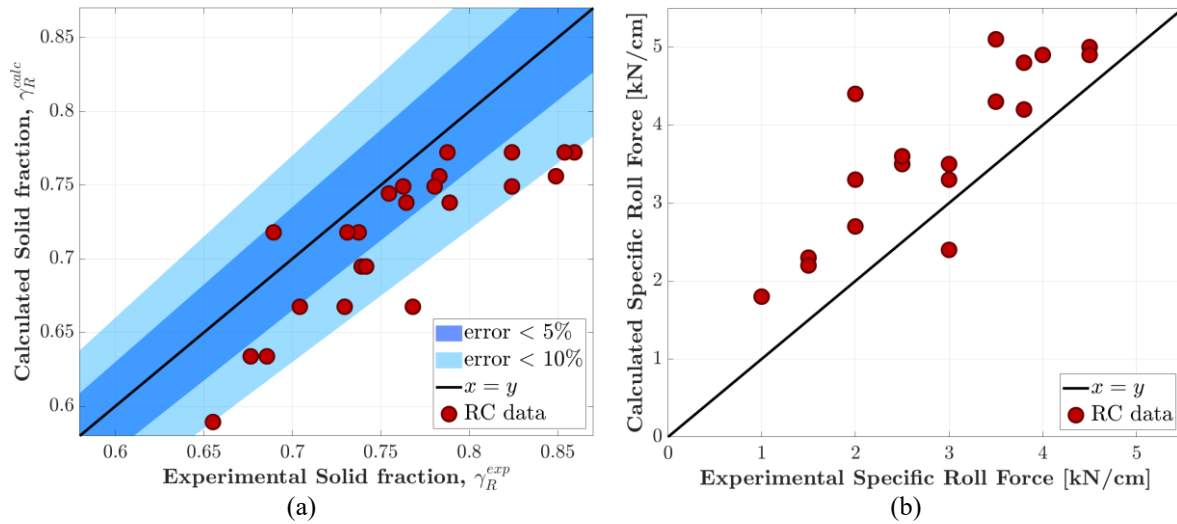 Calculated Solid fraction, γ_R^calc
0.85
0.8
0.75
0.7
0.65
0.6
0.6 0.65 0.7 0.75 0.8 0.85
Experimental Solid fraction, γ_R^exp
error < 5%
error < 10%
x = y
RC data
(a)
Calculated Specific Roll Force [kN/cm]
5
4
3
2
1
0
0 1 2 3 4 5
Experimental Specific Roll Force [kN/cm]
x = y
RC data
(b)